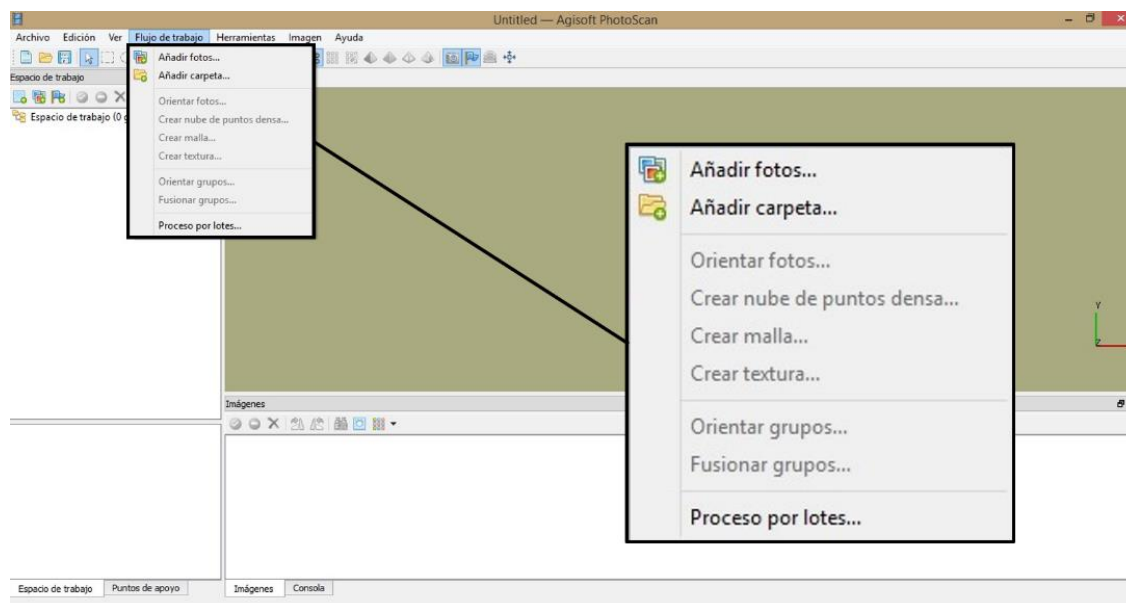 Untitled — Agisoft PhotoScan
Archivo Edición Ver Flujo de trabajo Herramientas Imagen Ayuda
Espacio de trabajo
Espacio de trabajo (0 g
Añadir fotos...
Añadir carpeta...
Orientar fotos...
Crear nube de puntos densa...
Crear malla...
Crear textura...
Orientar grupos...
Fusionar grupos...
Proceso por lotes...
Añadir fotos...
Añadir carpeta...
Orientar fotos...
Crear nube de puntos densa...
Crear malla...
Crear textura...
Orientar grupos...
Fusionar grupos...
Proceso por lotes...
Y
Z
Imágenes
Espacio de trabajo Puntos de apoyo
Imágenes Consola